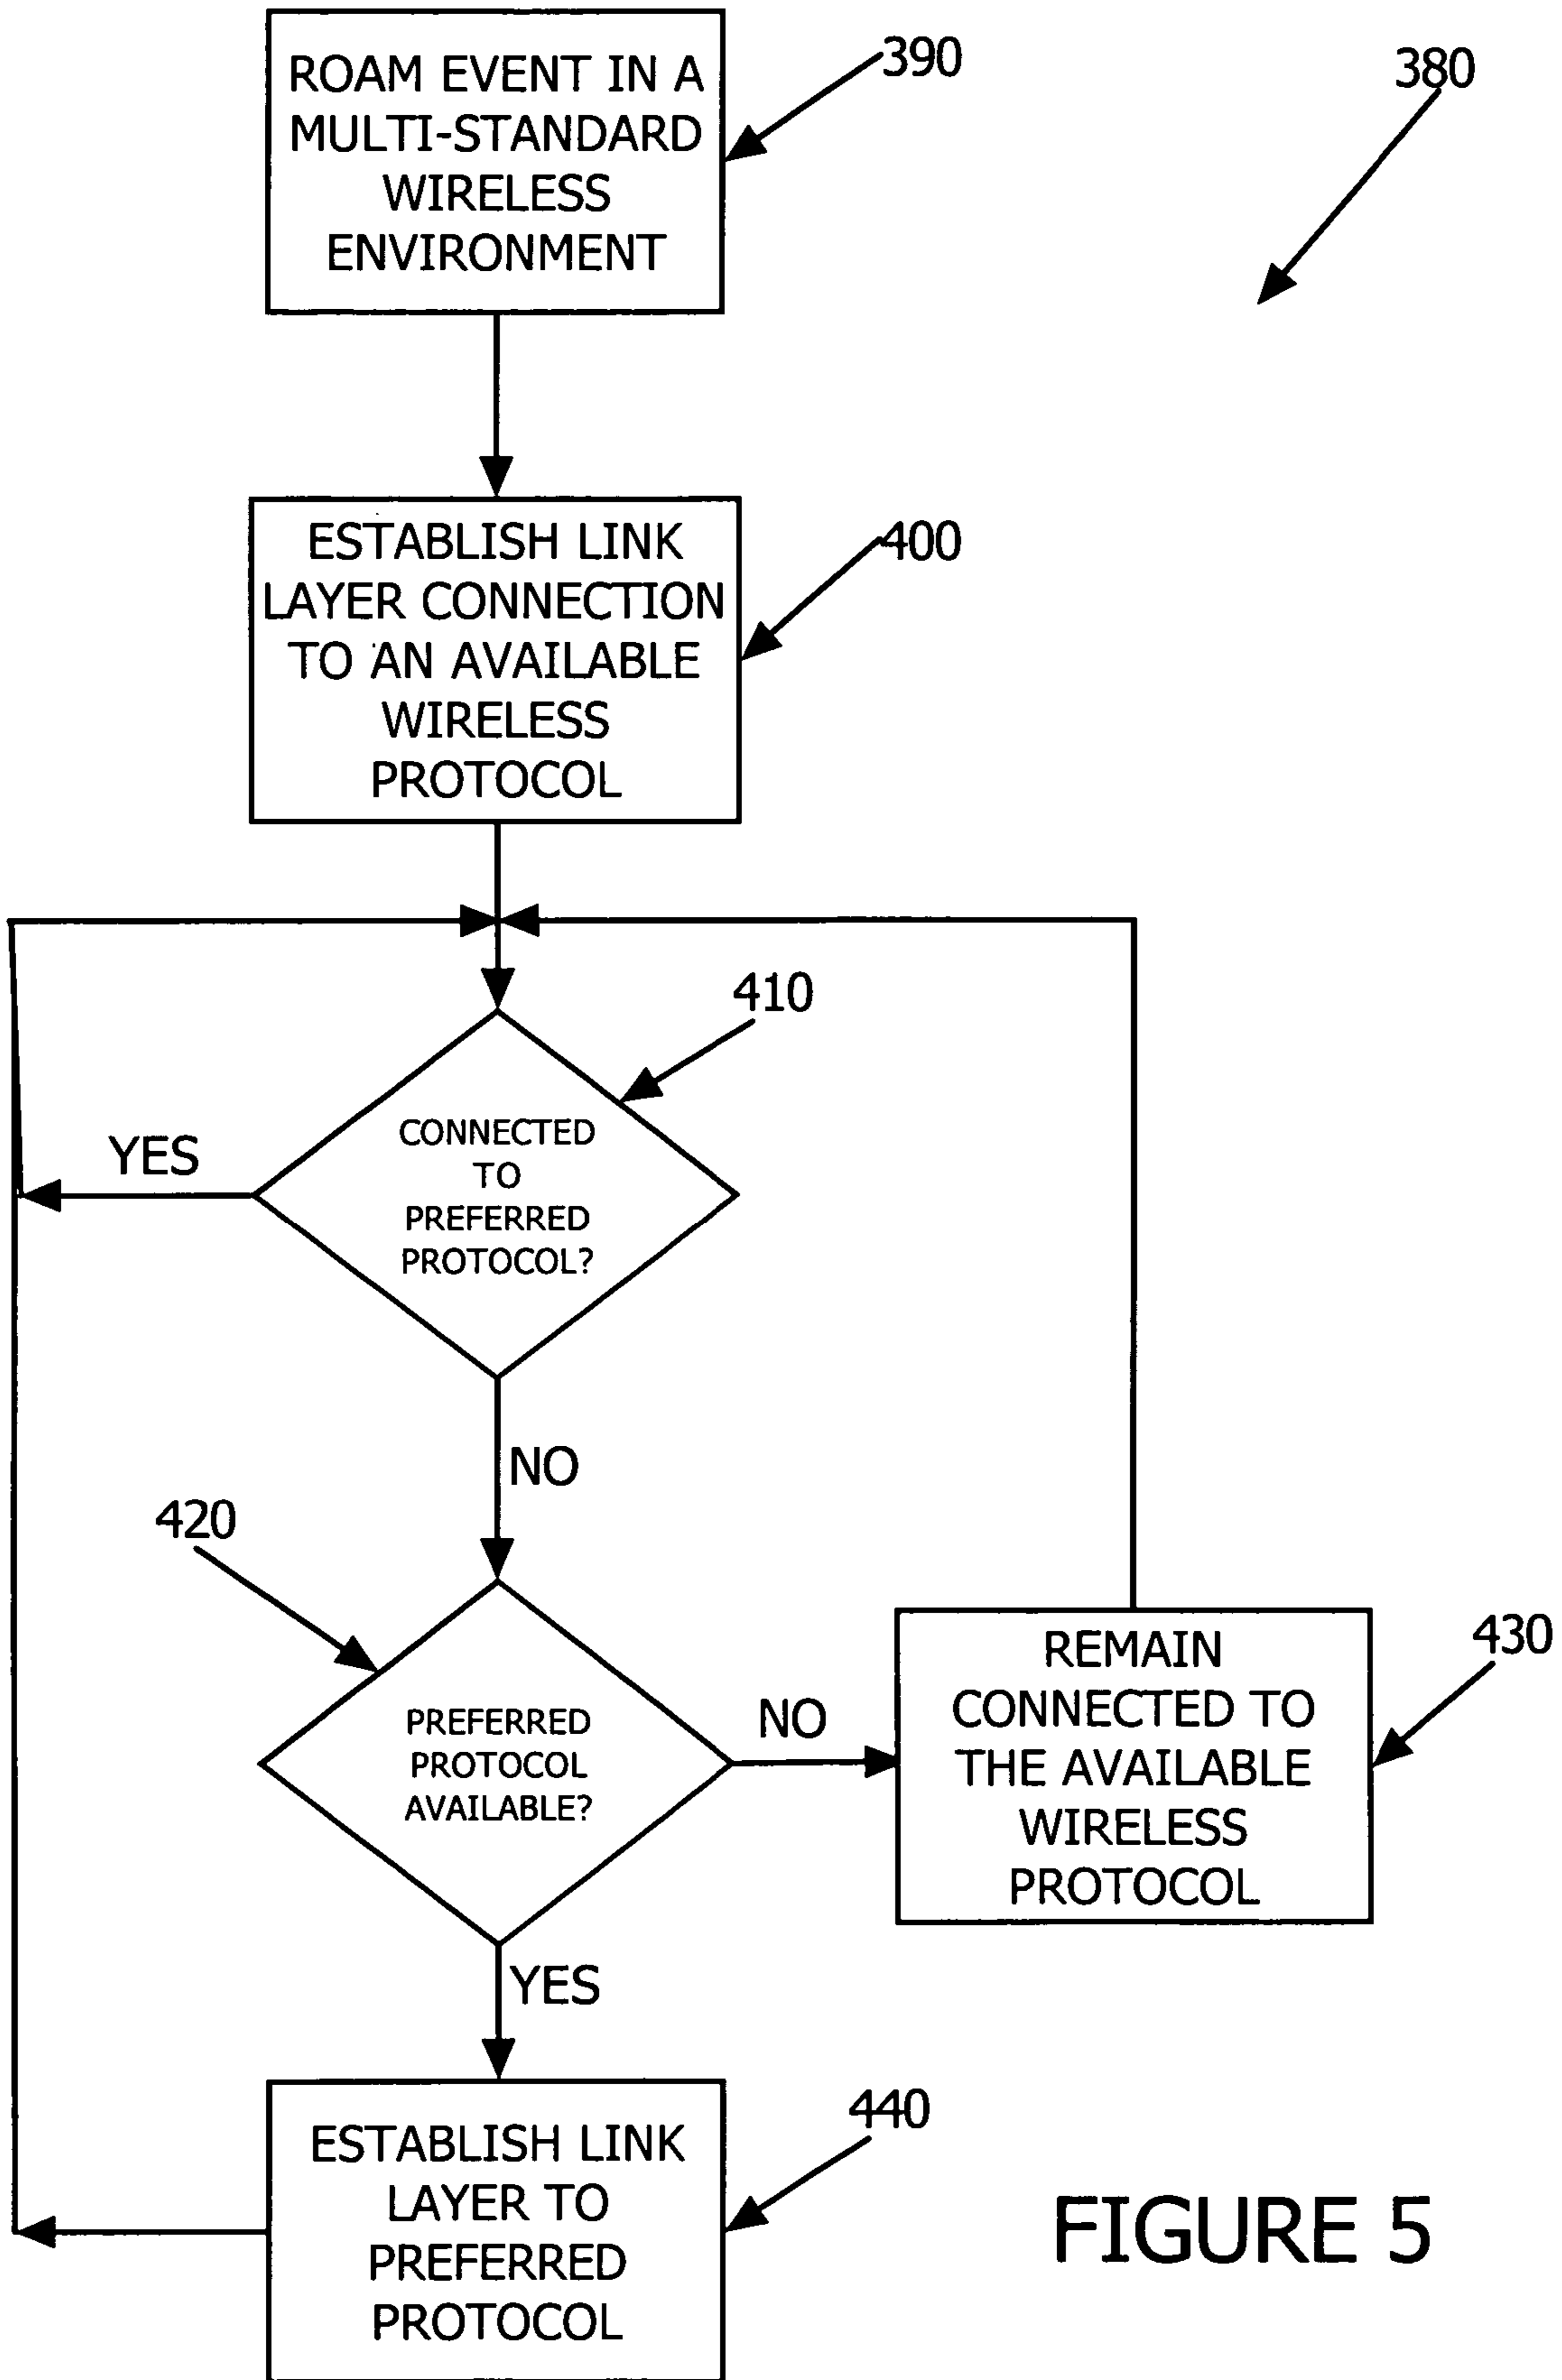 ROAM EVENT IN A
MULTI-STANDARD
WIRELESS
ENVIRONMENT
390
380
ESTABLISH LINK
LAYER CONNECTION
TO AN AVAILABLE
WIRELESS
PROTOCOL
400
410
CONNECTED
TO
PREFERRED
PROTOCOL?
YES
NO
420
PREFERRED
PROTOCOL
AVAILABLE?
NO
REMAIN
CONNECTED TO
THE AVAILABLE
WIRELESS
PROTOCOL
430
YES
ESTABLISH LINK
LAYER TO
PREFERRED
PROTOCOL
440
FIGURE 5